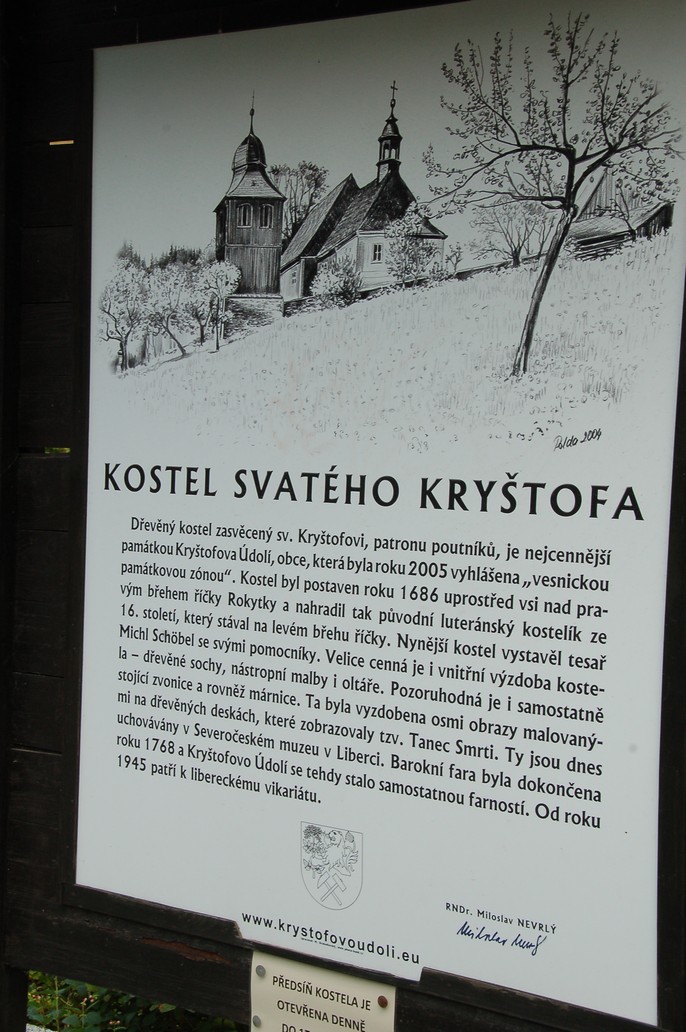 Polda 2004
KOSTEL SVATÉHO KRYŠTOFA
Dřevěný kostel zasvěcený sv. Kryštofovi, patronu poutníků, je nejcennější
památkou Kryštofova Údolí, obce, která byla roku 2005 vyhlášena „vesnickou
památkovou zónou“. Kostel byl postaven roku 1686 uprostřed vsi nad pra-
vým břehem říčky Rokytky a nahradil tak původní luteránský kostelík ze
16. století, který stával na levém břehu říčky. Nynější kostel vystavěl tesař
Michl Schöbel se svými pomocníky. Velice cenná je i vnitřní výzdoba koste-
la – dřevěné sochy, nástropní malby i oltáře. Pozoruhodná je i samostatně
stojící zvonice a rovněž márnice. Ta byla vyzdobena osmi obrazy malovaný-
mi na dřevěných deskách, které zobrazovaly tzv. Tanec Smrti. Ty jsou dnes
uchovávány v Severočeském muzeu v Liberci. Barokní fara byla dokončena
roku 1768 a Kryštofovo Údolí se tehdy stalo samostatnou farností. Od roku
1945 patří k libereckému vikariátu.
RNDr. Miloslav NEVRLÝ
www.krystofovoudoli.eu
PŘEDSÍŇ KOSTELA JE
OTEVŘENA DENNĚ